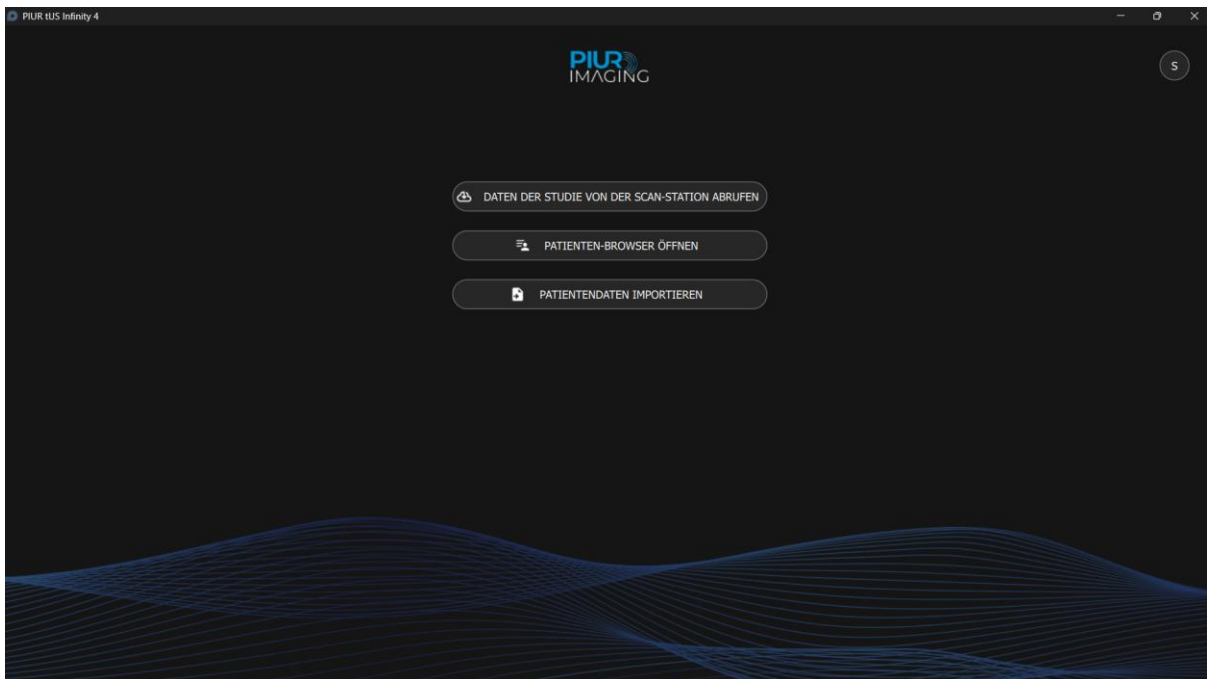 PIUR tUS Infinity 4
PIUR
IMAGING
S
DATEN DER STUDIE VON DER SCAN-STATION ABRUFEN
PATIENTEN-BROWSER ÖFFNEN
PATIENTENDATEN IMPORTIEREN